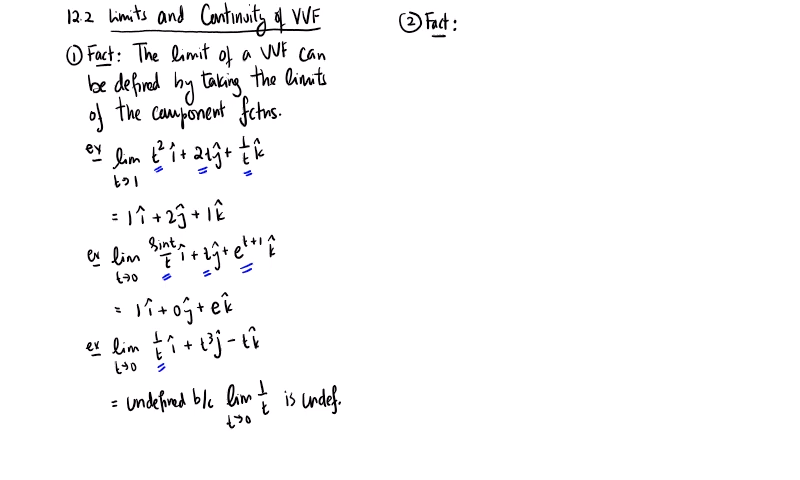 12.2 Limits and Continuity of VVF
① Fact: The limit of a VVF can
be defined by taking the limits
of the component fctns.
ex lim t→1 t² î + 2t ĵ + 1/t k̂
= 1 î + 2 ĵ + 1 k̂
ex lim t→0 sint/t î + t ĵ + e^(t+1) k̂
= 1 î + 0 ĵ + e k̂
ex lim t→0 1/t î + t³ ĵ - t k̂
= undefined b/c lim t→0 1/t is undef.
② Fact: